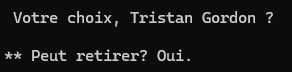 Votre choix, Tristan Gordon ?
** Peut retirer? Oui.